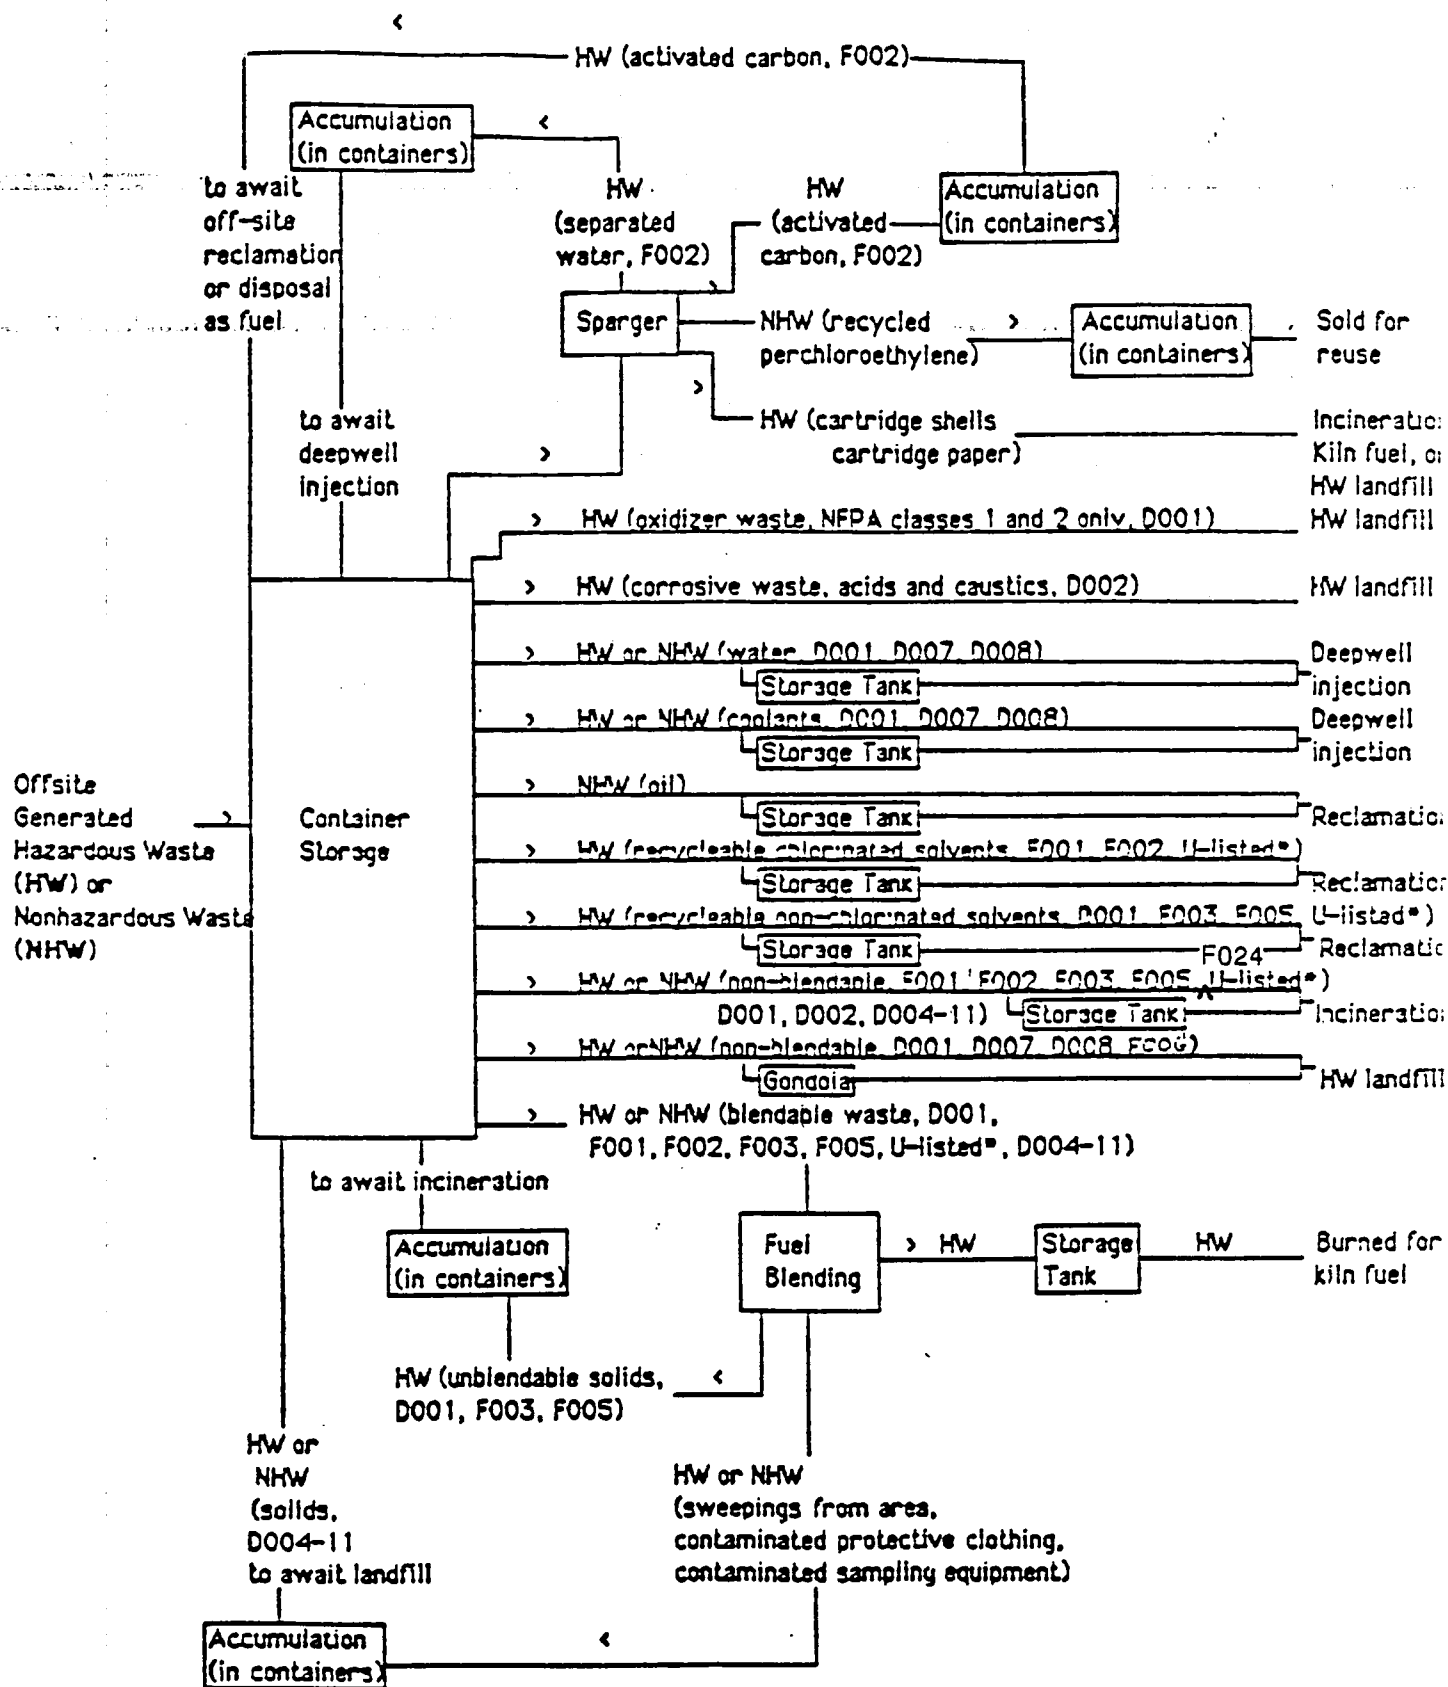 HW (activated carbon, F002)
Accumulation
(in containers)
to await
off-site
reclamation
or disposal
as fuel
HW
(separated
water, F002)
HW
(activated
carbon, F002)
Accumulation
(in containers)
Sparger
NHW (recycled
perchloroethylene)
Accumulation
(in containers)
Sold for
reuse
to await
deepwell
injection
HW (cartridge shells
cartridge paper)
Incineratio
Kiln fuel, o
HW landfill
HW (oxidizer waste, NFPA classes 1 and 2 only, D001)
HW landfill
HW (corrosive waste, acids and caustics, D002)
HW landfill
HW or NHW (water, D001, D007, D008)
Storage Tank
Deepwell
injection
HW or NHW (coolants, D001, D007, D008)
Storage Tank
Deepwell
injection
Offsite
Generated
Hazardous Waste
(HW) or
Nonhazardous Waste
(NHW)
Container
Storage
NHW (oil)
Storage Tank
Reclamatio
HW (recycleable chlorinated solvents, F001, F002, U-listed*)
Storage Tank
Reclamatio
HW (recycleable non-chlorinated solvents, D001, F003, F005, U-listed*)
Storage Tank
Reclamatio
F024
HW or NHW (non-blendable, F001, F002, F003, F005, U-listed*)
D001, D002, D004-11)
Storage Tank
Incineratio
HW orNHW (non-blendable, D001, D007, D008, F006)
Gondola
HW landfill
HW or NHW (blendable waste, D001,
F001, F002, F003, F005, U-listed*, D004-11)
to await incineration
Accumulation
(in containers)
Fuel
Blending
HW
Storage
Tank
HW
Burned for
kiln fuel
HW (unblendable solids,
D001, F003, F005)
HW or
NHW
(solids,
D004-11
to await landfill
HW or NHW
(sweepings from area,
contaminated protective clothing,
contaminated sampling equipment)
Accumulation
(in containers)